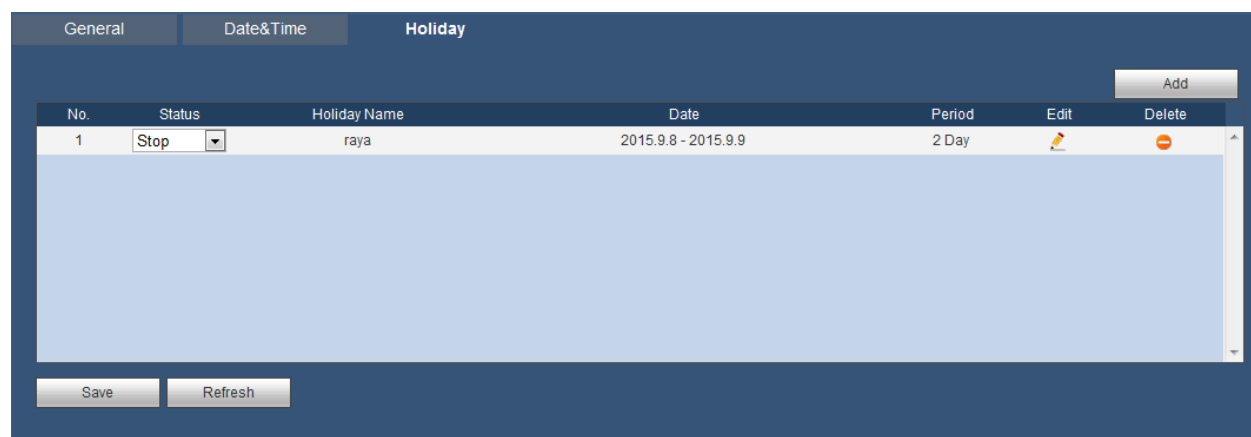 General Date&Time Holiday
Add
No. Status Holiday Name Date Period Edit Delete
1 Stop raya 2015.9.8 - 2015.9.9 2 Day
Save Refresh